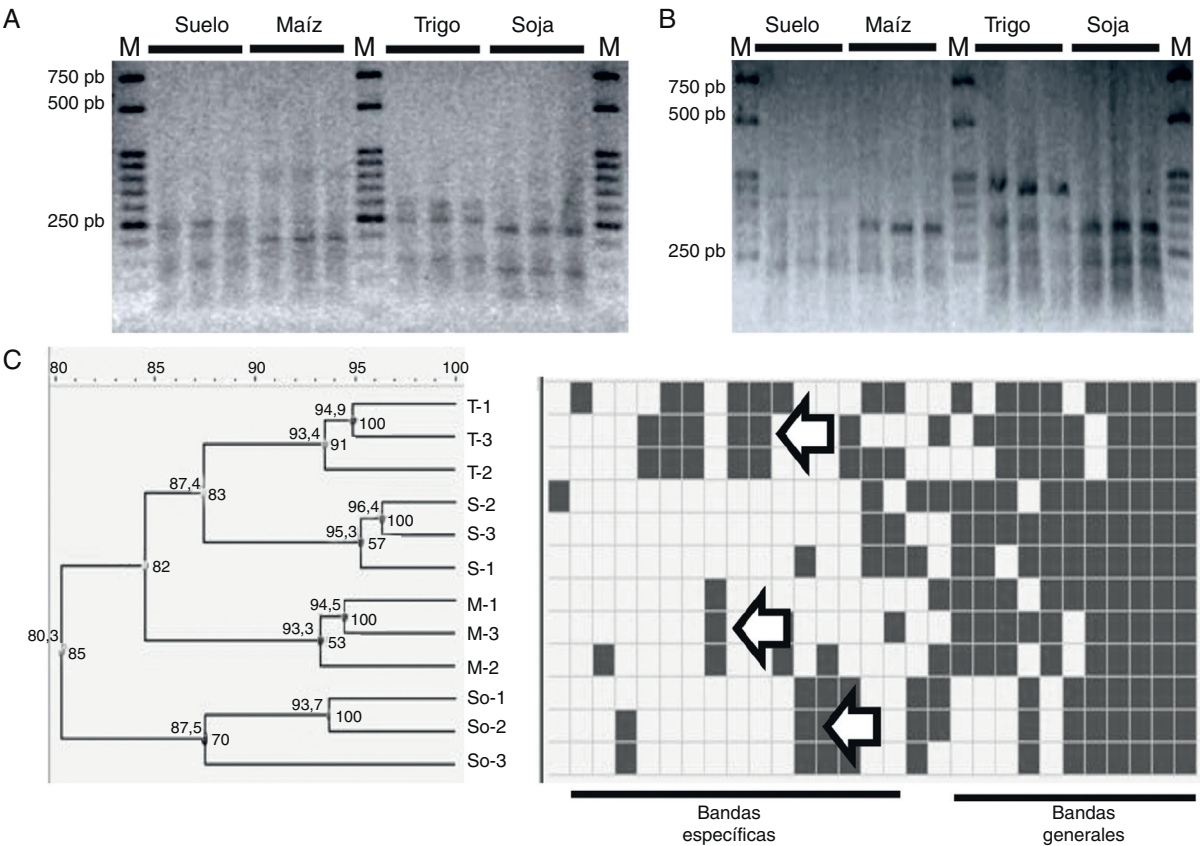 A
Suelo Maíz Trigo Soja
M M M
750 pb
500 pb
250 pb
B
Suelo Maíz Trigo Soja
M M M
750 pb
500 pb
250 pb
C
80 85 90 95 100
T-1
94,9
100
93,4
T-3
91
T-2
87,4
83
S-2
96,4
100
95,3
S-3
57
S-1
82
M-1
94,5
100
93,3
M-3
53
80,3
85
M-2
So-1
93,7
100
87,5
So-2
70
So-3
Bandas
específicas
Bandas
generales